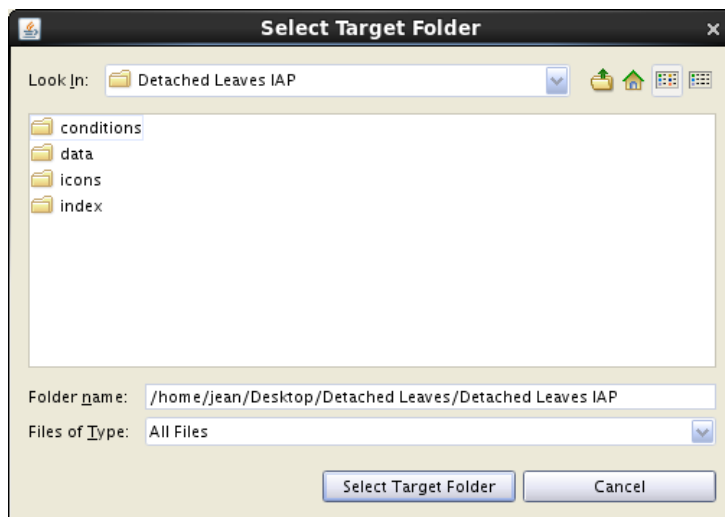 Select Target Folder
Look In: Detached Leaves IAP
conditions
data
icons
index
Folder name: /home/jean/Desktop/Detached Leaves/Detached Leaves IAP
Files of Type: All Files
Select Target Folder Cancel